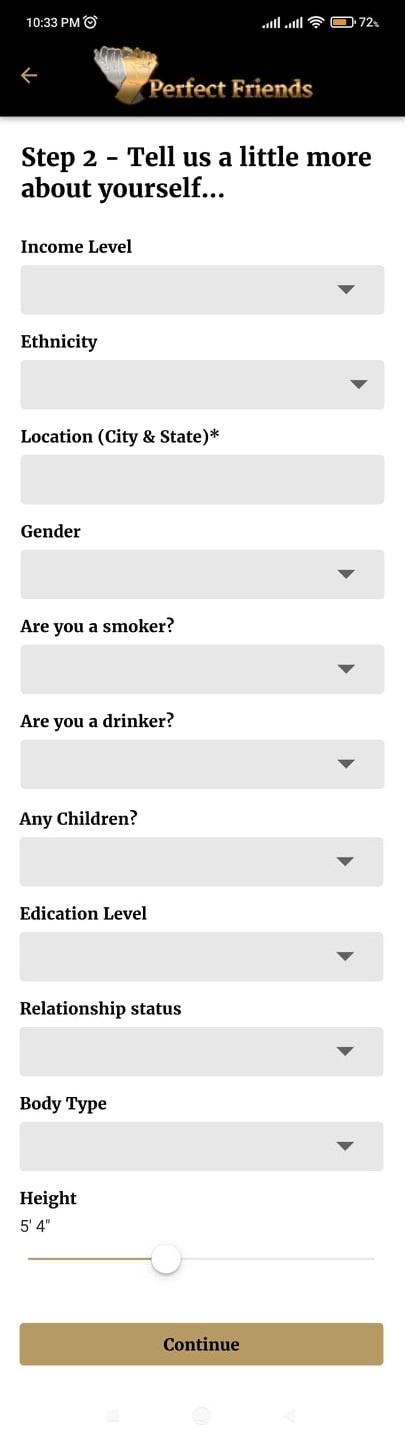 10:33 PM
72%
Perfect Friends
Step 2 - Tell us a little more
about yourself...
Income Level
Ethnicity
Location (City & State)*
Gender
Are you a smoker?
Are you a drinker?
Any Children?
Edication Level
Relationship status
Body Type
Height
5' 4"
Continue